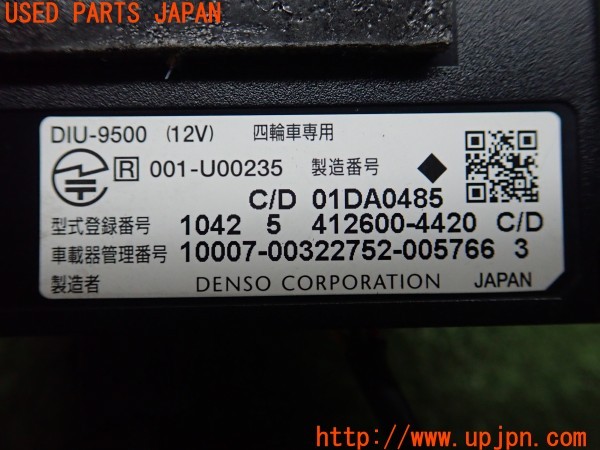 USED PARTS JAPAN
DIU-9500 (12V) 四輪車専用
R 001-U00235 製造番号
C/D 01DA0485
型式登録番号 1042 5 412600-4420 C/D
車載器管理番号 10007-00322752-005766 3
製造者 DENSO CORPORATION JAPAN
http://www.upjpn.com/